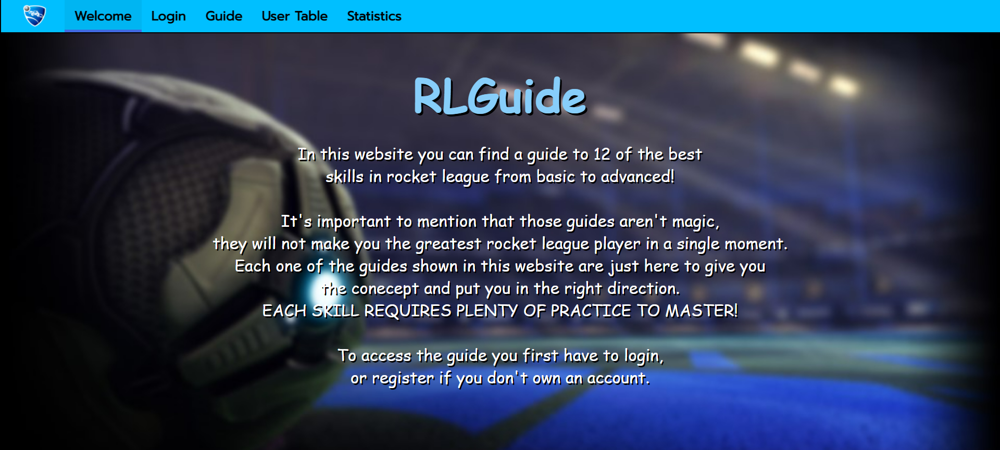 Welcome Login Guide User Table Statistics
RLGuide
In this website you can find a guide to 12 of the best
skills in rocket league from basic to advanced!
It's important to mention that those guides aren't magic,
they will not make you the greatest rocket league player in a single moment.
Each one of the guides shown in this website are just here to give you
the conecept and put you in the right direction.
EACH SKILL REQUIRES PLENTY OF PRACTICE TO MASTER!
To access the guide you first have to login,
or register if you don't own an account.